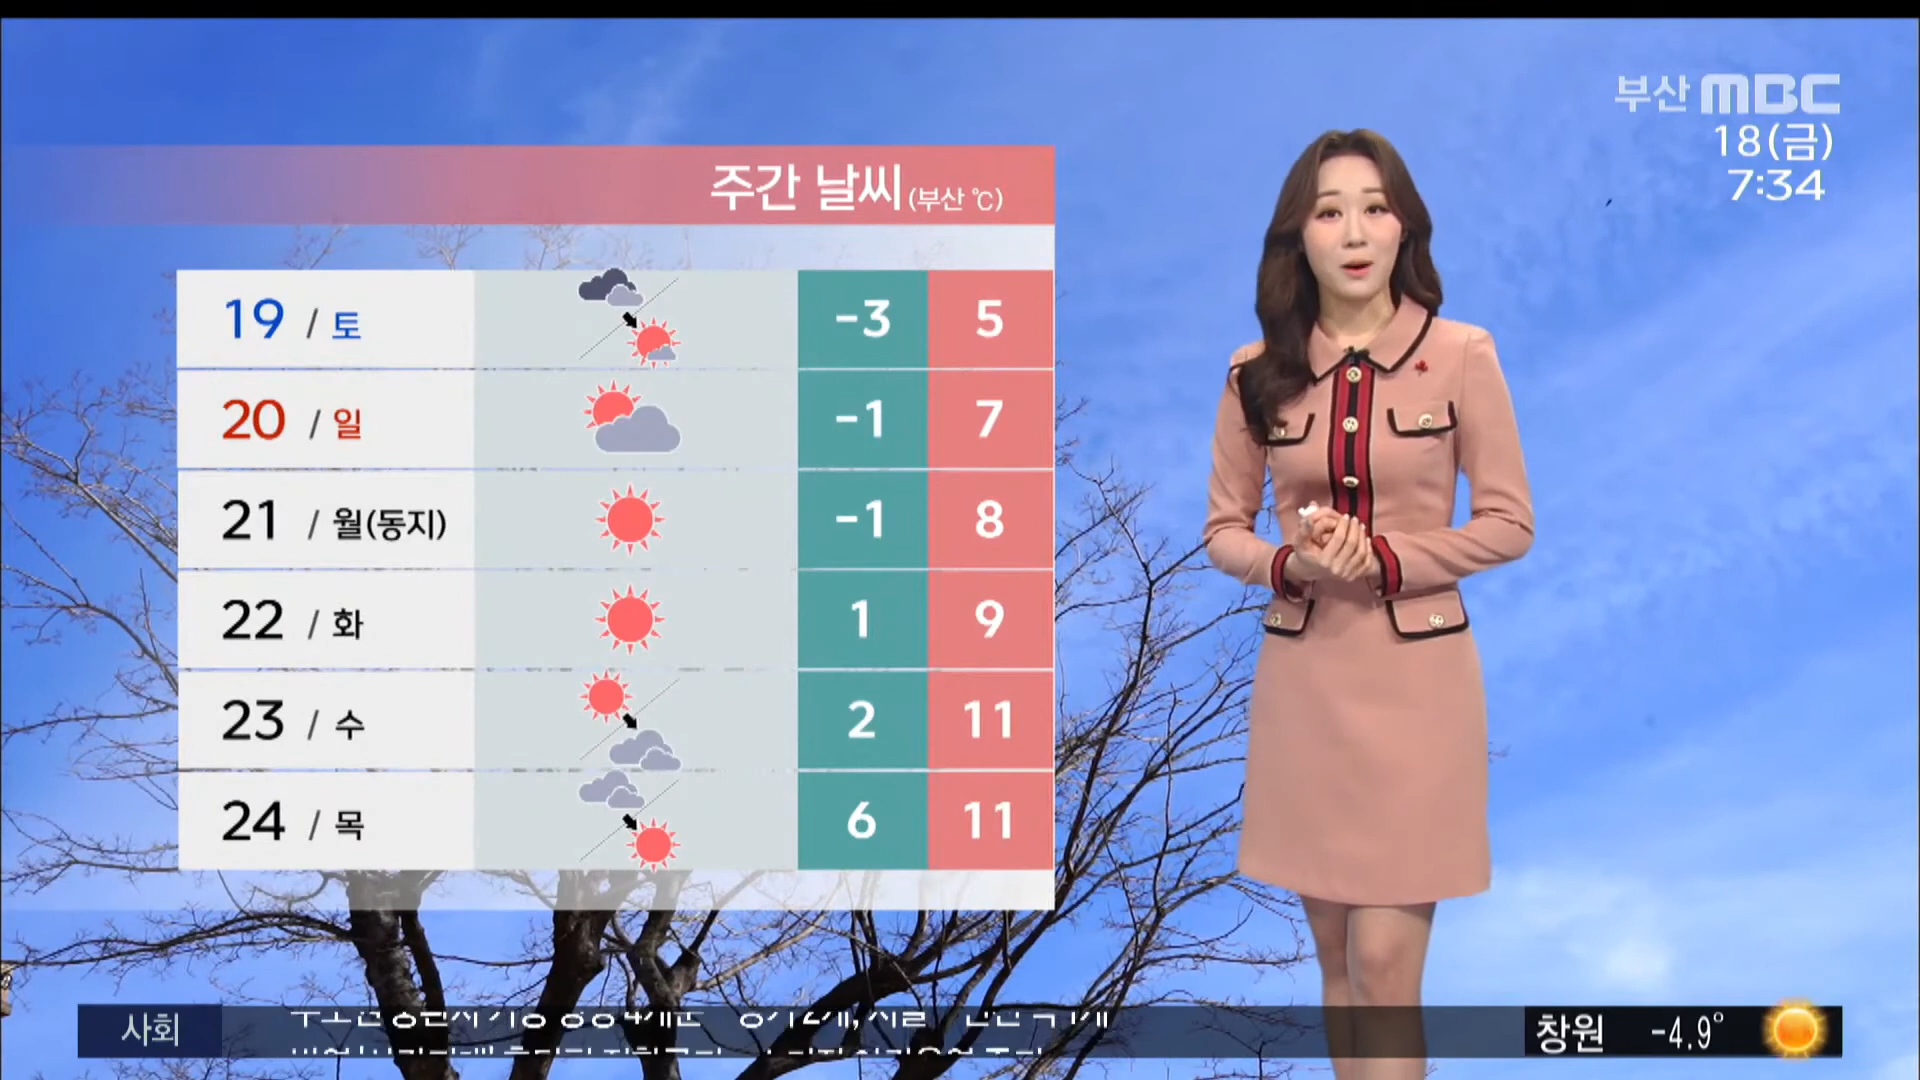 부산 MBC
18(금)
7:34
주간 날씨 (부산 ℃)
19 / 토 -3 5
20 / 일 -1 7
21 / 월(동지) -1 8
22 / 화 1 9
23 / 수 2 11
24 / 목 6 11
사회
창원 -4.9°